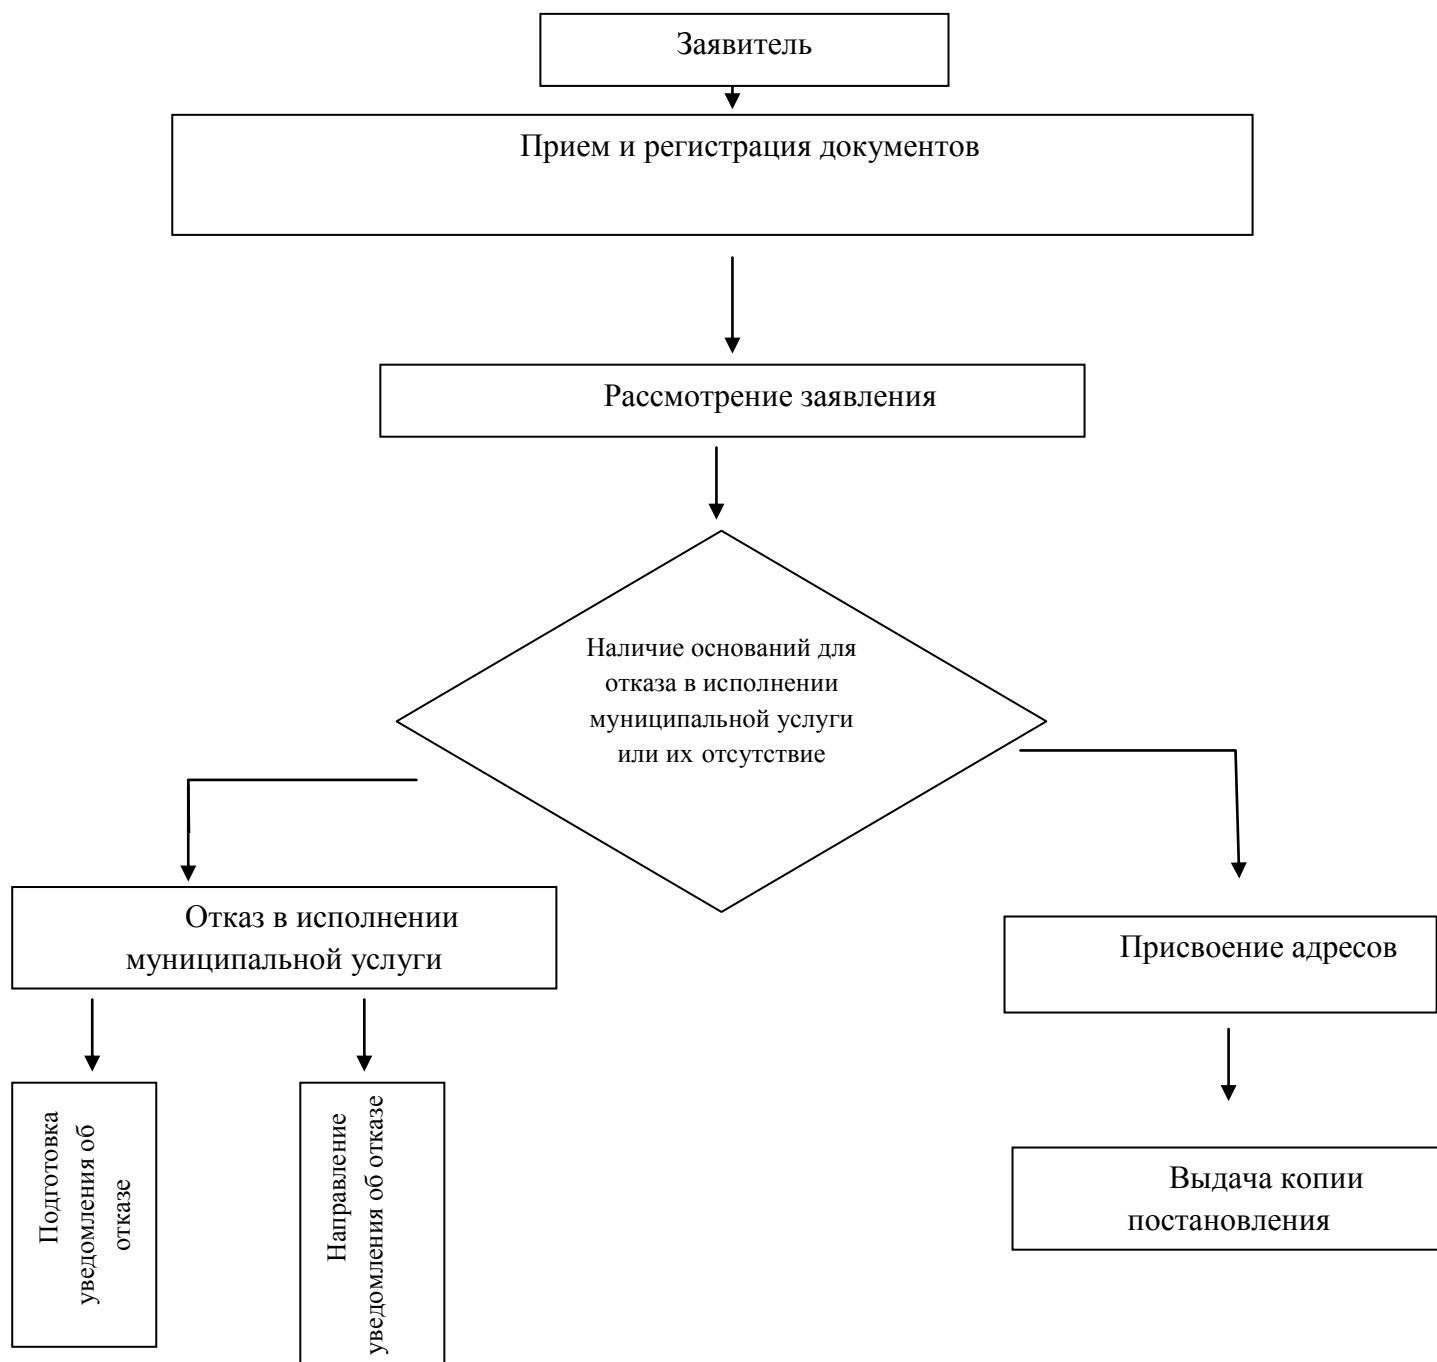 Заявитель
Прием и регистрация документов
Рассмотрение заявления
Наличие оснований для
отказа в исполнении
муниципальной услуги
или их отсутствие
Отказ в исполнении
муниципальной услуги
Присвоение адресов
Подготовка
уведомления об
отказе
Направление
уведомления об отказе
Выдача копии
постановления